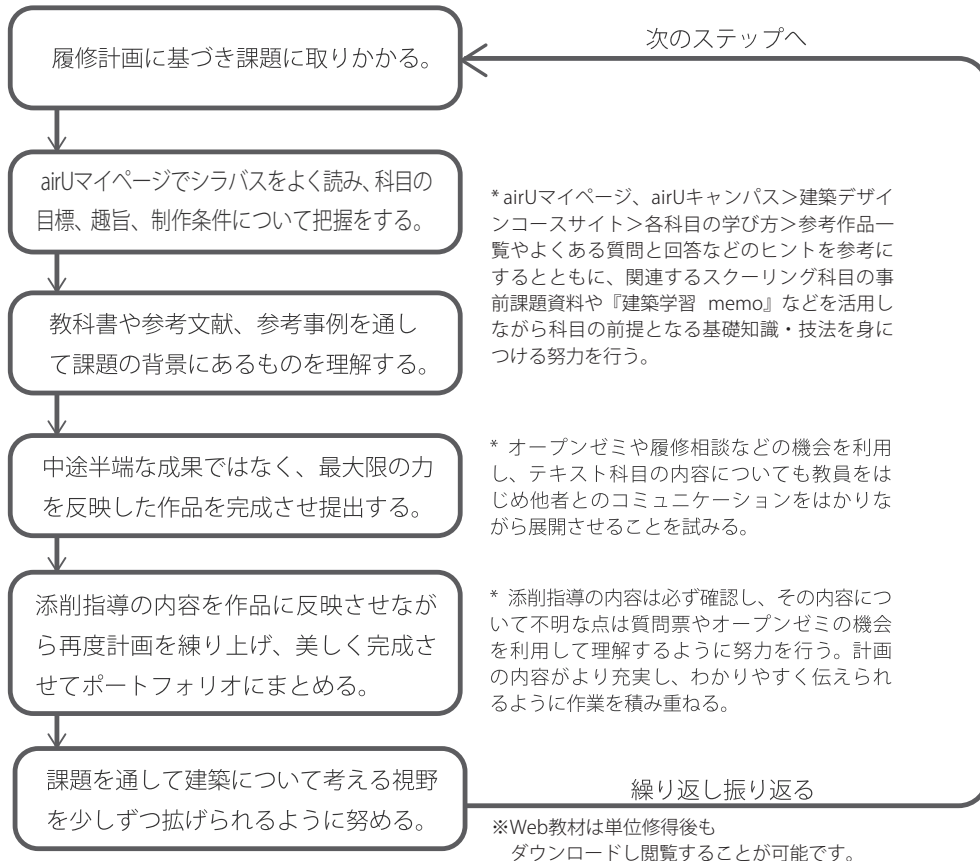 履修計画に基づき課題に取りかかる。
次のステップへ
airUマイページでシラバスをよく読み、科目の
目標、趣旨、制作条件について把握をする。
* airUマイページ、airUキャンパス＞建築デザイ
ンコースサイト＞各科目の学び方＞参考作品一
覧やよくある質問と回答などのヒントを参考に
するとともに、関連するスクーリング科目の事
前課題資料や『建築学習 memo』などを活用し
ながら科目の前提となる基礎知識・技法を身に
つける努力を行う。
教科書や参考文献、参考事例を通し
て課題の背景にあるものを理解する。
中途半端な成果ではなく、最大限の力
を反映した作品を完成させ提出する。
* オープンゼミや履修相談などの機会を利用
し、テキスト科目の内容についても教員をは
じめ他者とのコミュニケーションをはかりな
がら展開させることを試みる。
添削指導の内容を作品に反映させなが
ら再度計画を練り上げ、美しく完成さ
せてポートフォリオにまとめる。
* 添削指導の内容は必ず確認し、その内容につ
いて不明な点は質問票やオープンゼミの機会
を利用して理解するように努力を行う。計画
の内容がより充実し、わかりやすく伝えられ
るように作業を積み重ねる。
課題を通して建築について考える視野
を少しずつ拡げられるように努める。
繰り返し振り返る
※Web教材は単位修得後も
ダウンロードし閲覧することが可能です。